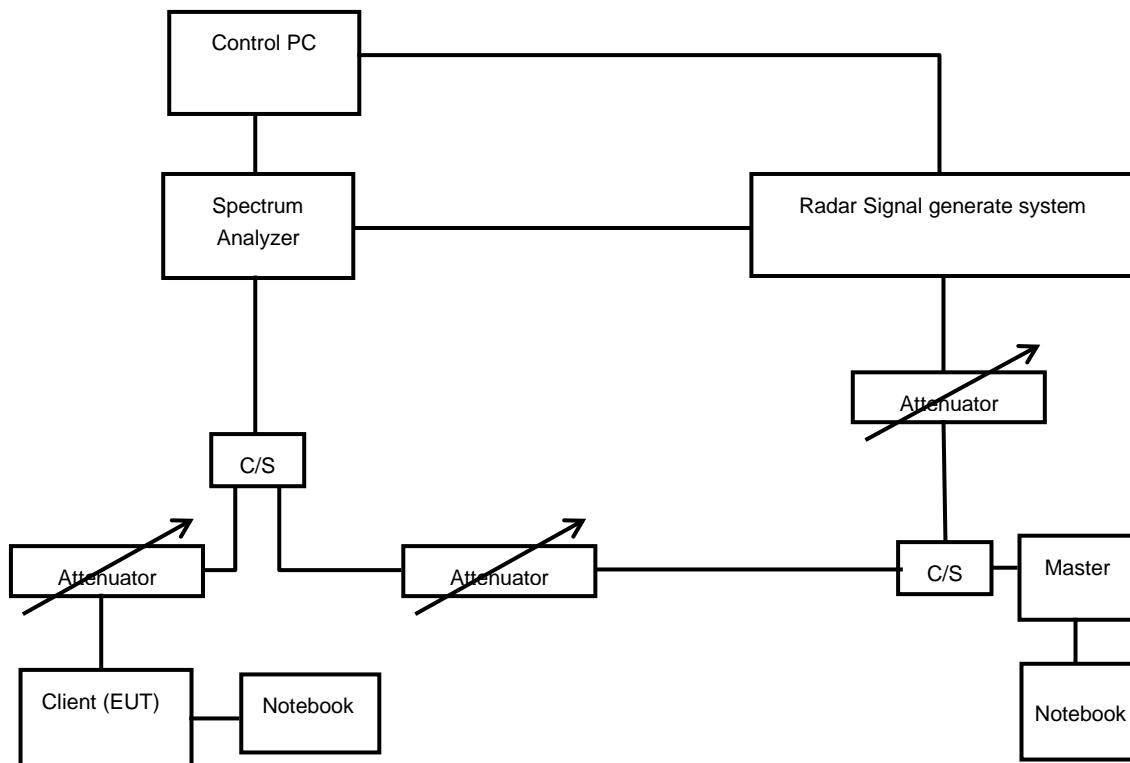 Control PC
Spectrum
Analyzer
Radar Signal generate system
Attenuator
C/S
Attenuator
Attenuator
C/S
Master
Client (EUT)
Notebook
Notebook